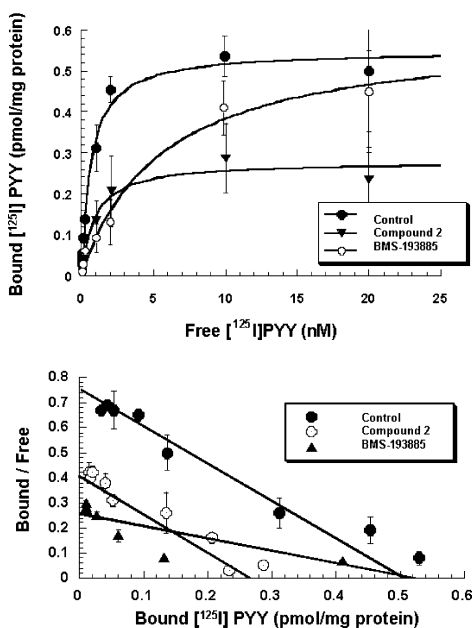 0.6
0.5
0.4
0.3
0.2
0.1
0
Bound [¹²⁵I] PYY (pmol/mg protein)
Control
Compound 2
BMS-193885
0 5 10 15 20 25
Free [¹²⁵I]PYY (nM)
0.8
0.7
0.6
0.5
0.4
0.3
0.2
0.1
0
Bound / Free
Control
Compound 2
BMS-193885
0 0.1 0.2 0.3 0.4 0.5 0.6
Bound [¹²⁵I] PYY (pmol/mg protein)